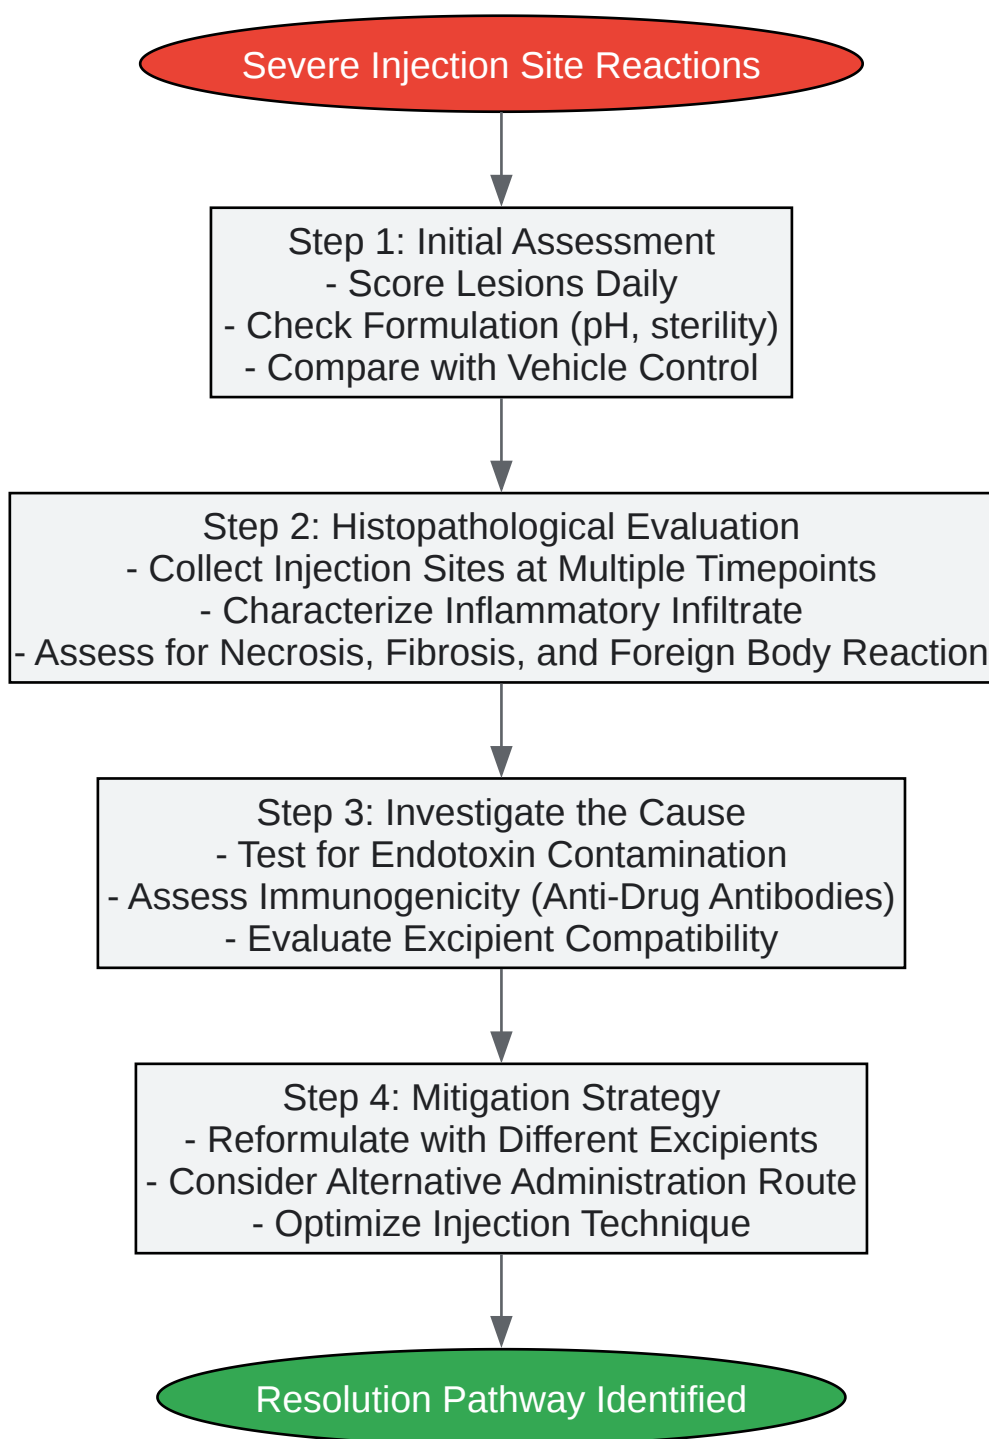 Severe Injection Site Reactions
Step 1: Initial Assessment
- Score Lesions Daily
- Check Formulation (pH, sterility)
- Compare with Vehicle Control
Step 2: Histopathological Evaluation
- Collect Injection Sites at Multiple Timepoints
- Characterize Inflammatory Infiltrate
- Assess for Necrosis, Fibrosis, and Foreign Body Reaction
Step 3: Investigate the Cause
- Test for Endotoxin Contamination
- Assess Immunogenicity (Anti-Drug Antibodies)
- Evaluate Excipient Compatibility
Step 4: Mitigation Strategy
- Reformulate with Different Excipients
- Consider Alternative Administration Route
- Optimize Injection Technique
Resolution Pathway Identified